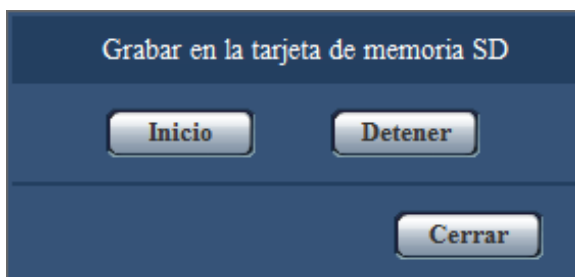 Grabar en la tarjeta de memoria SD
Inicio Detener
Cerrar